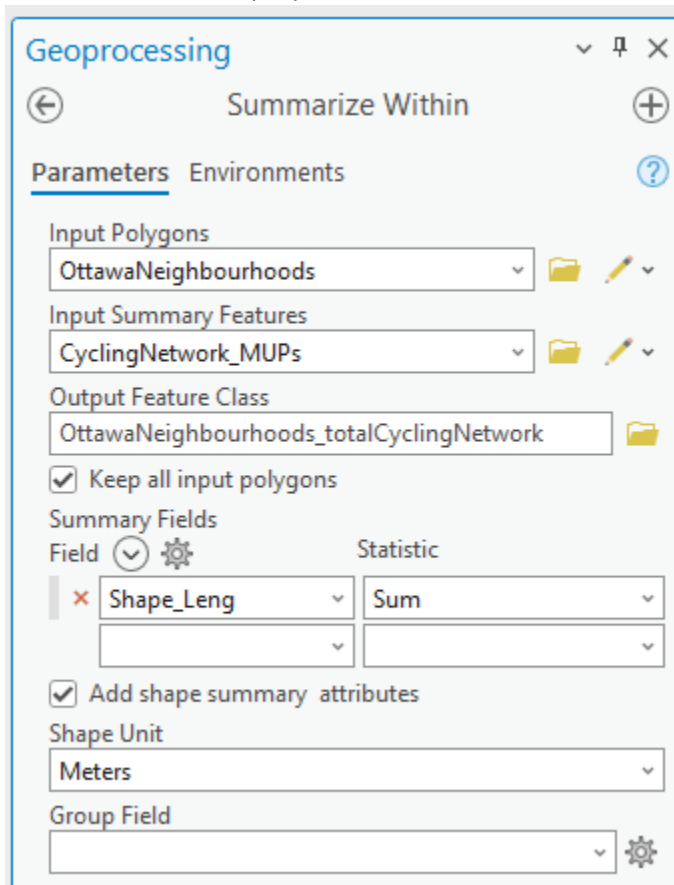 Geoprocessing
Summarize Within
Parameters Environments
Input Polygons
OttawaNeighbourhoods
Input Summary Features
CyclingNetwork_MUPs
Output Feature Class
OttawaNeighbourhoods_totalCyclingNetwork
Keep all input polygons
Summary Fields
Field Statistic
Shape_Leng Sum
Add shape summary attributes
Shape Unit
Meters
Group Field